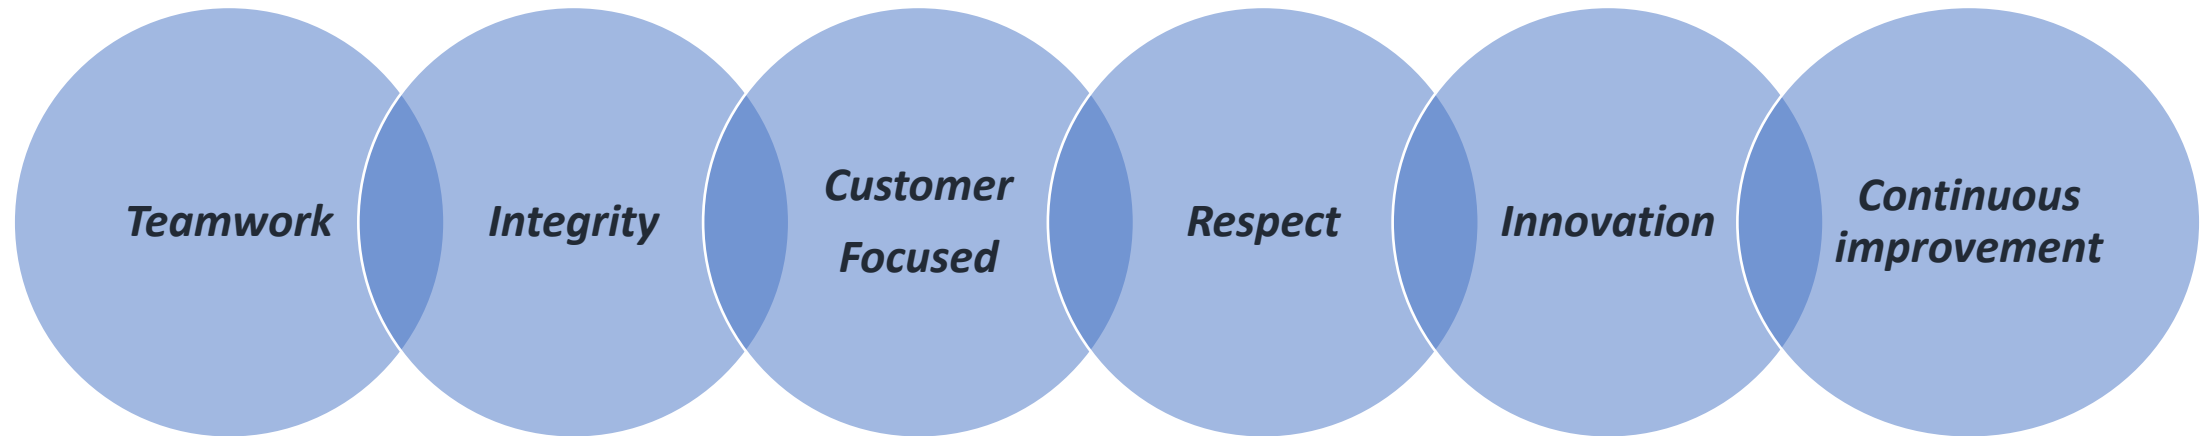 Teamwork
Integrity
Customer
Focused
Respect
Innovation
Continuous
improvement